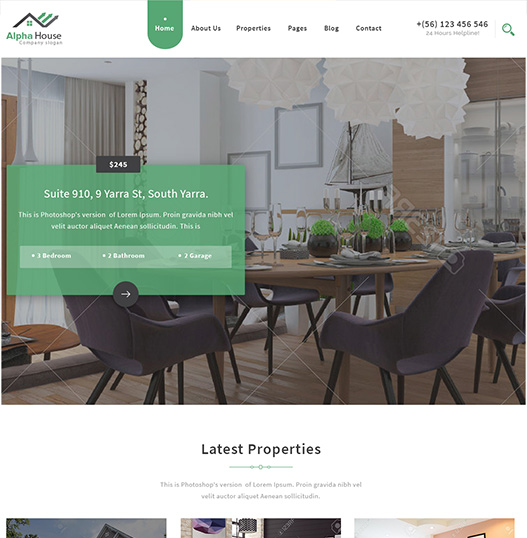 Alpha House
Company slogan
Home
About Us
Properties
Pages
Blog
Contact
+(56) 123 456 546
24 Hours Helpline!
$245
Suite 910, 9 Yarra St, South Yarra.
This is Photoshop's version of Lorem Ipsum. Proin gravida nibh vel
velit auctor aliquet Aenean sollicitudin. This is
3 Bedroom
2 Bathroom
2 Garage
Latest Properties
This is Photoshop's version of Lorem Ipsum. Proin gravida nibh vel
velit auctor aliquet Aenean sollicitudin.